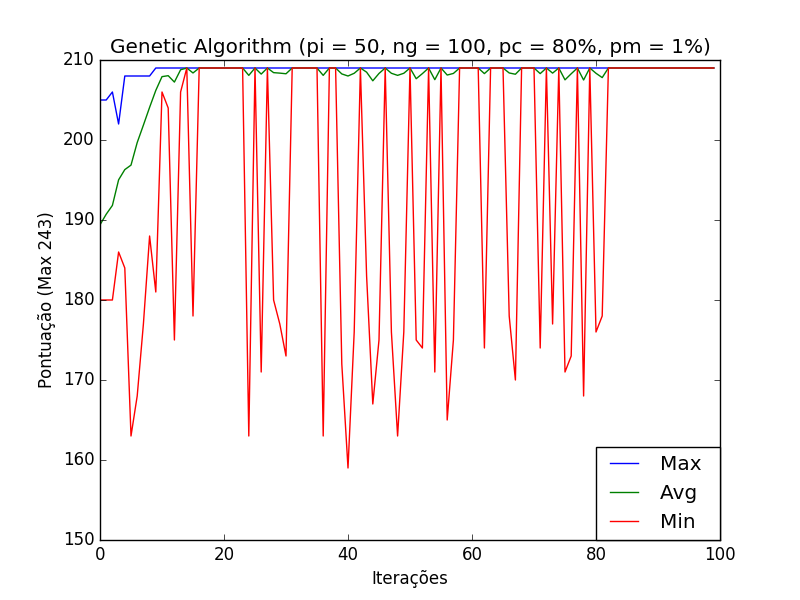 Genetic Algorithm (pi = 50, ng = 100, pc = 80%, pm = 1%)
210
200
190
180
170
160
150
Pontuação (Max 243)
Max
Avg
Min
0 20 40 60 80 100
Iterações